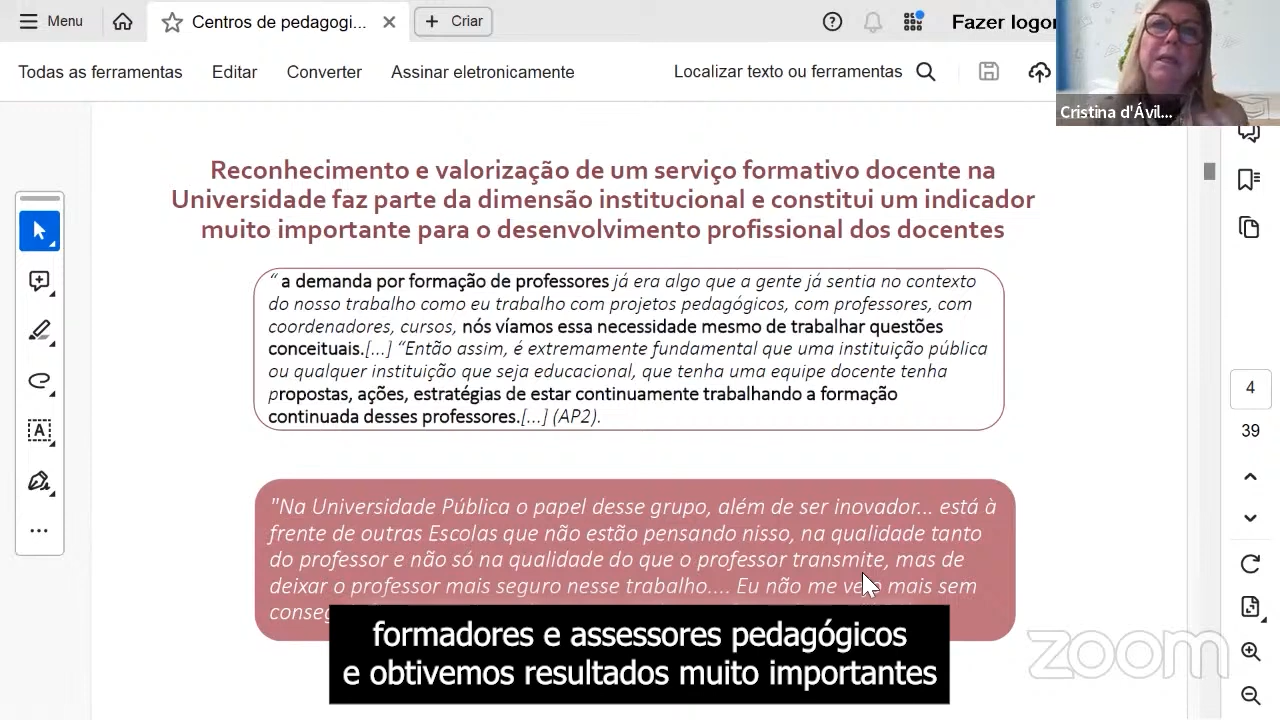 Menu
Centros de pedagogi...
Criar
Fazer logon
Todas as ferramentas
Editar
Converter
Assinar eletronicamente
Localizar texto ou ferramentas
Cristina d'Ávil...
Reconhecimento e valorização de um serviço formativo docente na
Universidade faz parte da dimensão institucional e constitui um indicador
muito importante para o desenvolvimento profissional dos docentes
“ a demanda por formação de professores já era algo que a gente já sentia no contexto
do nosso trabalho como eu trabalho com projetos pedagógicos, com professores, com
coordenadores, cursos, nós víamos essa necessidade mesmo de trabalhar questões
conceituais.[...] “Então assim, é extremamente fundamental que uma instituição pública
ou qualquer instituição que seja educacional, que tenha uma equipe docente tenha
propostas, ações, estratégias de estar continuamente trabalhando a formação
continuada desses professores.[...] (AP2).
"Na Universidade Pública o papel desse grupo, além de ser inovador... está à
frente de outras Escolas que não estão pensando nisso, na qualidade tanto
do professor e não só na qualidade do que o professor transmite, mas de
deixar o professor mais seguro nesse trabalho.... Eu não me mais sem
formadores e assessores pedagógicos
e obtivemos resultados muito importantes
4
39
zoom